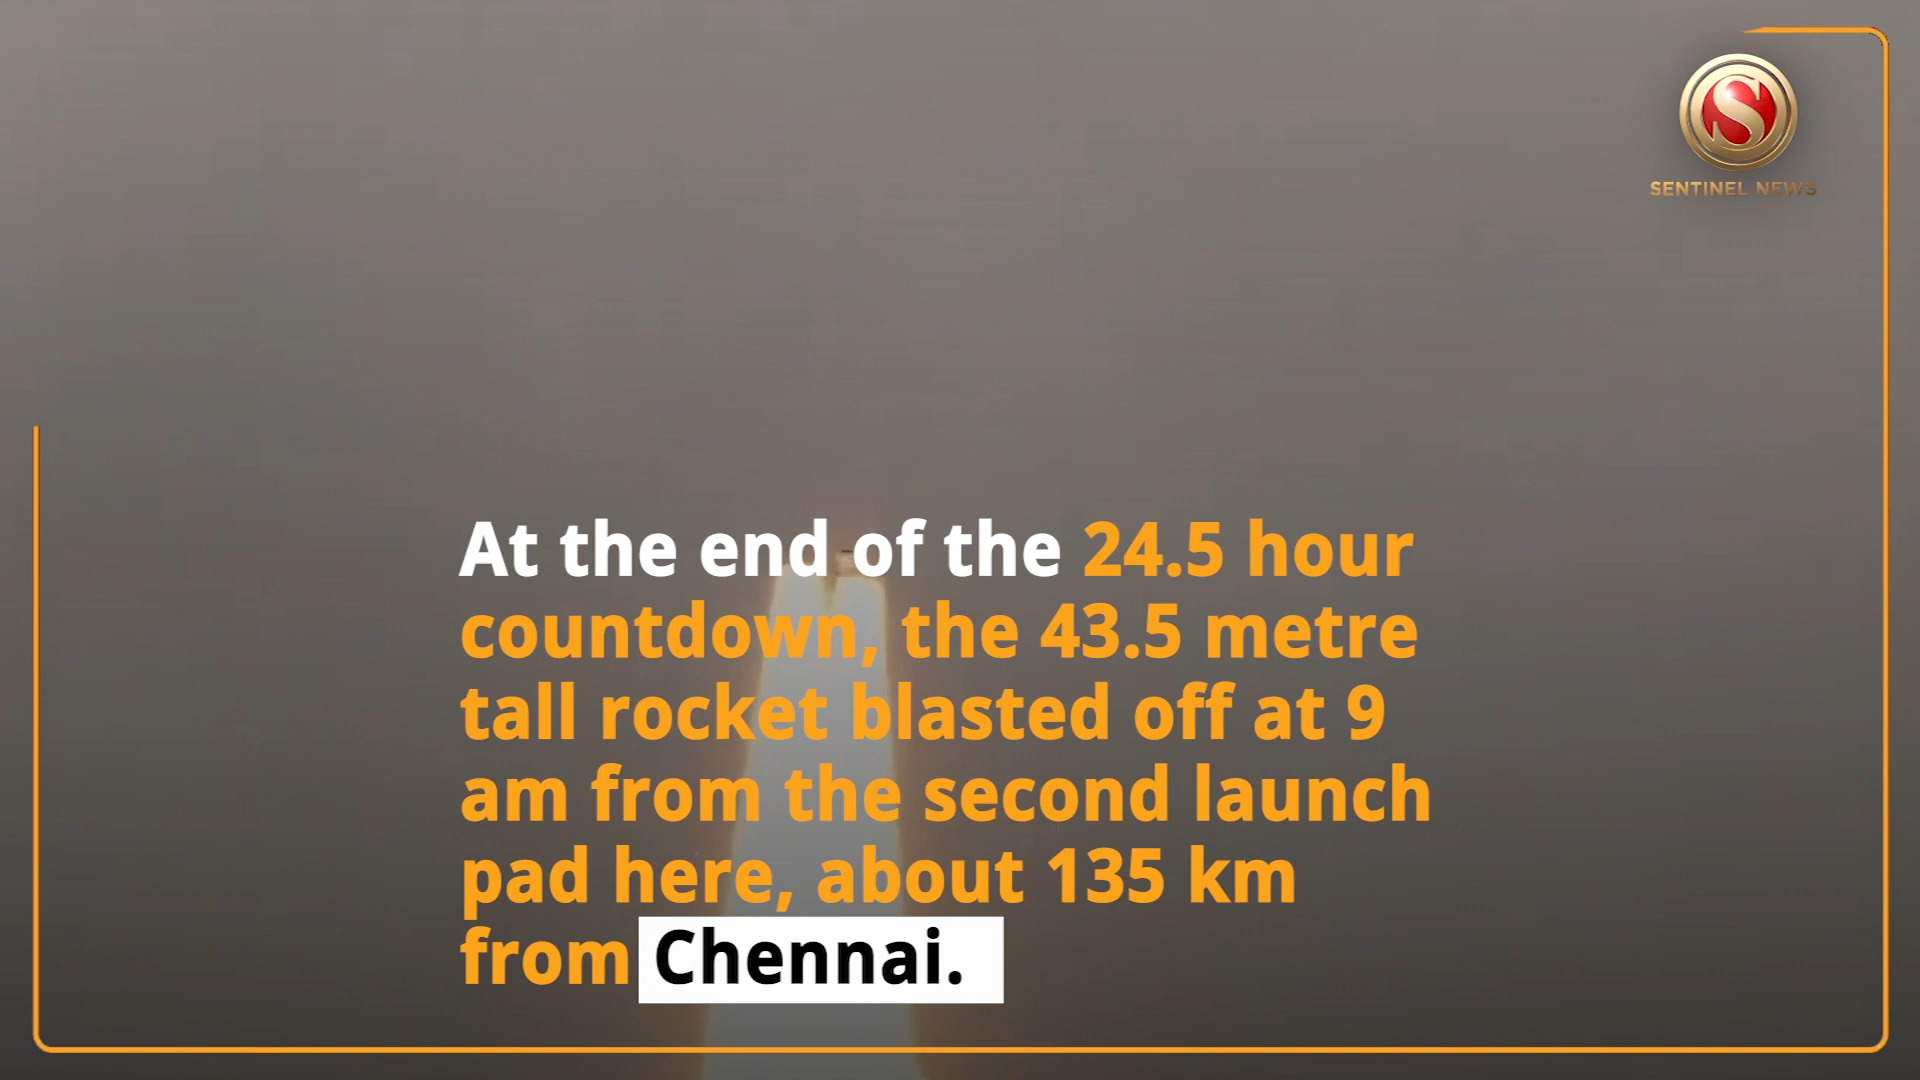 SENTINEL NEWS
At the end of the 24.5 hour
countdown, the 43.5 metre
tall rocket blasted off at 9
am from the second launch
pad here, about 135 km
from Chennai.